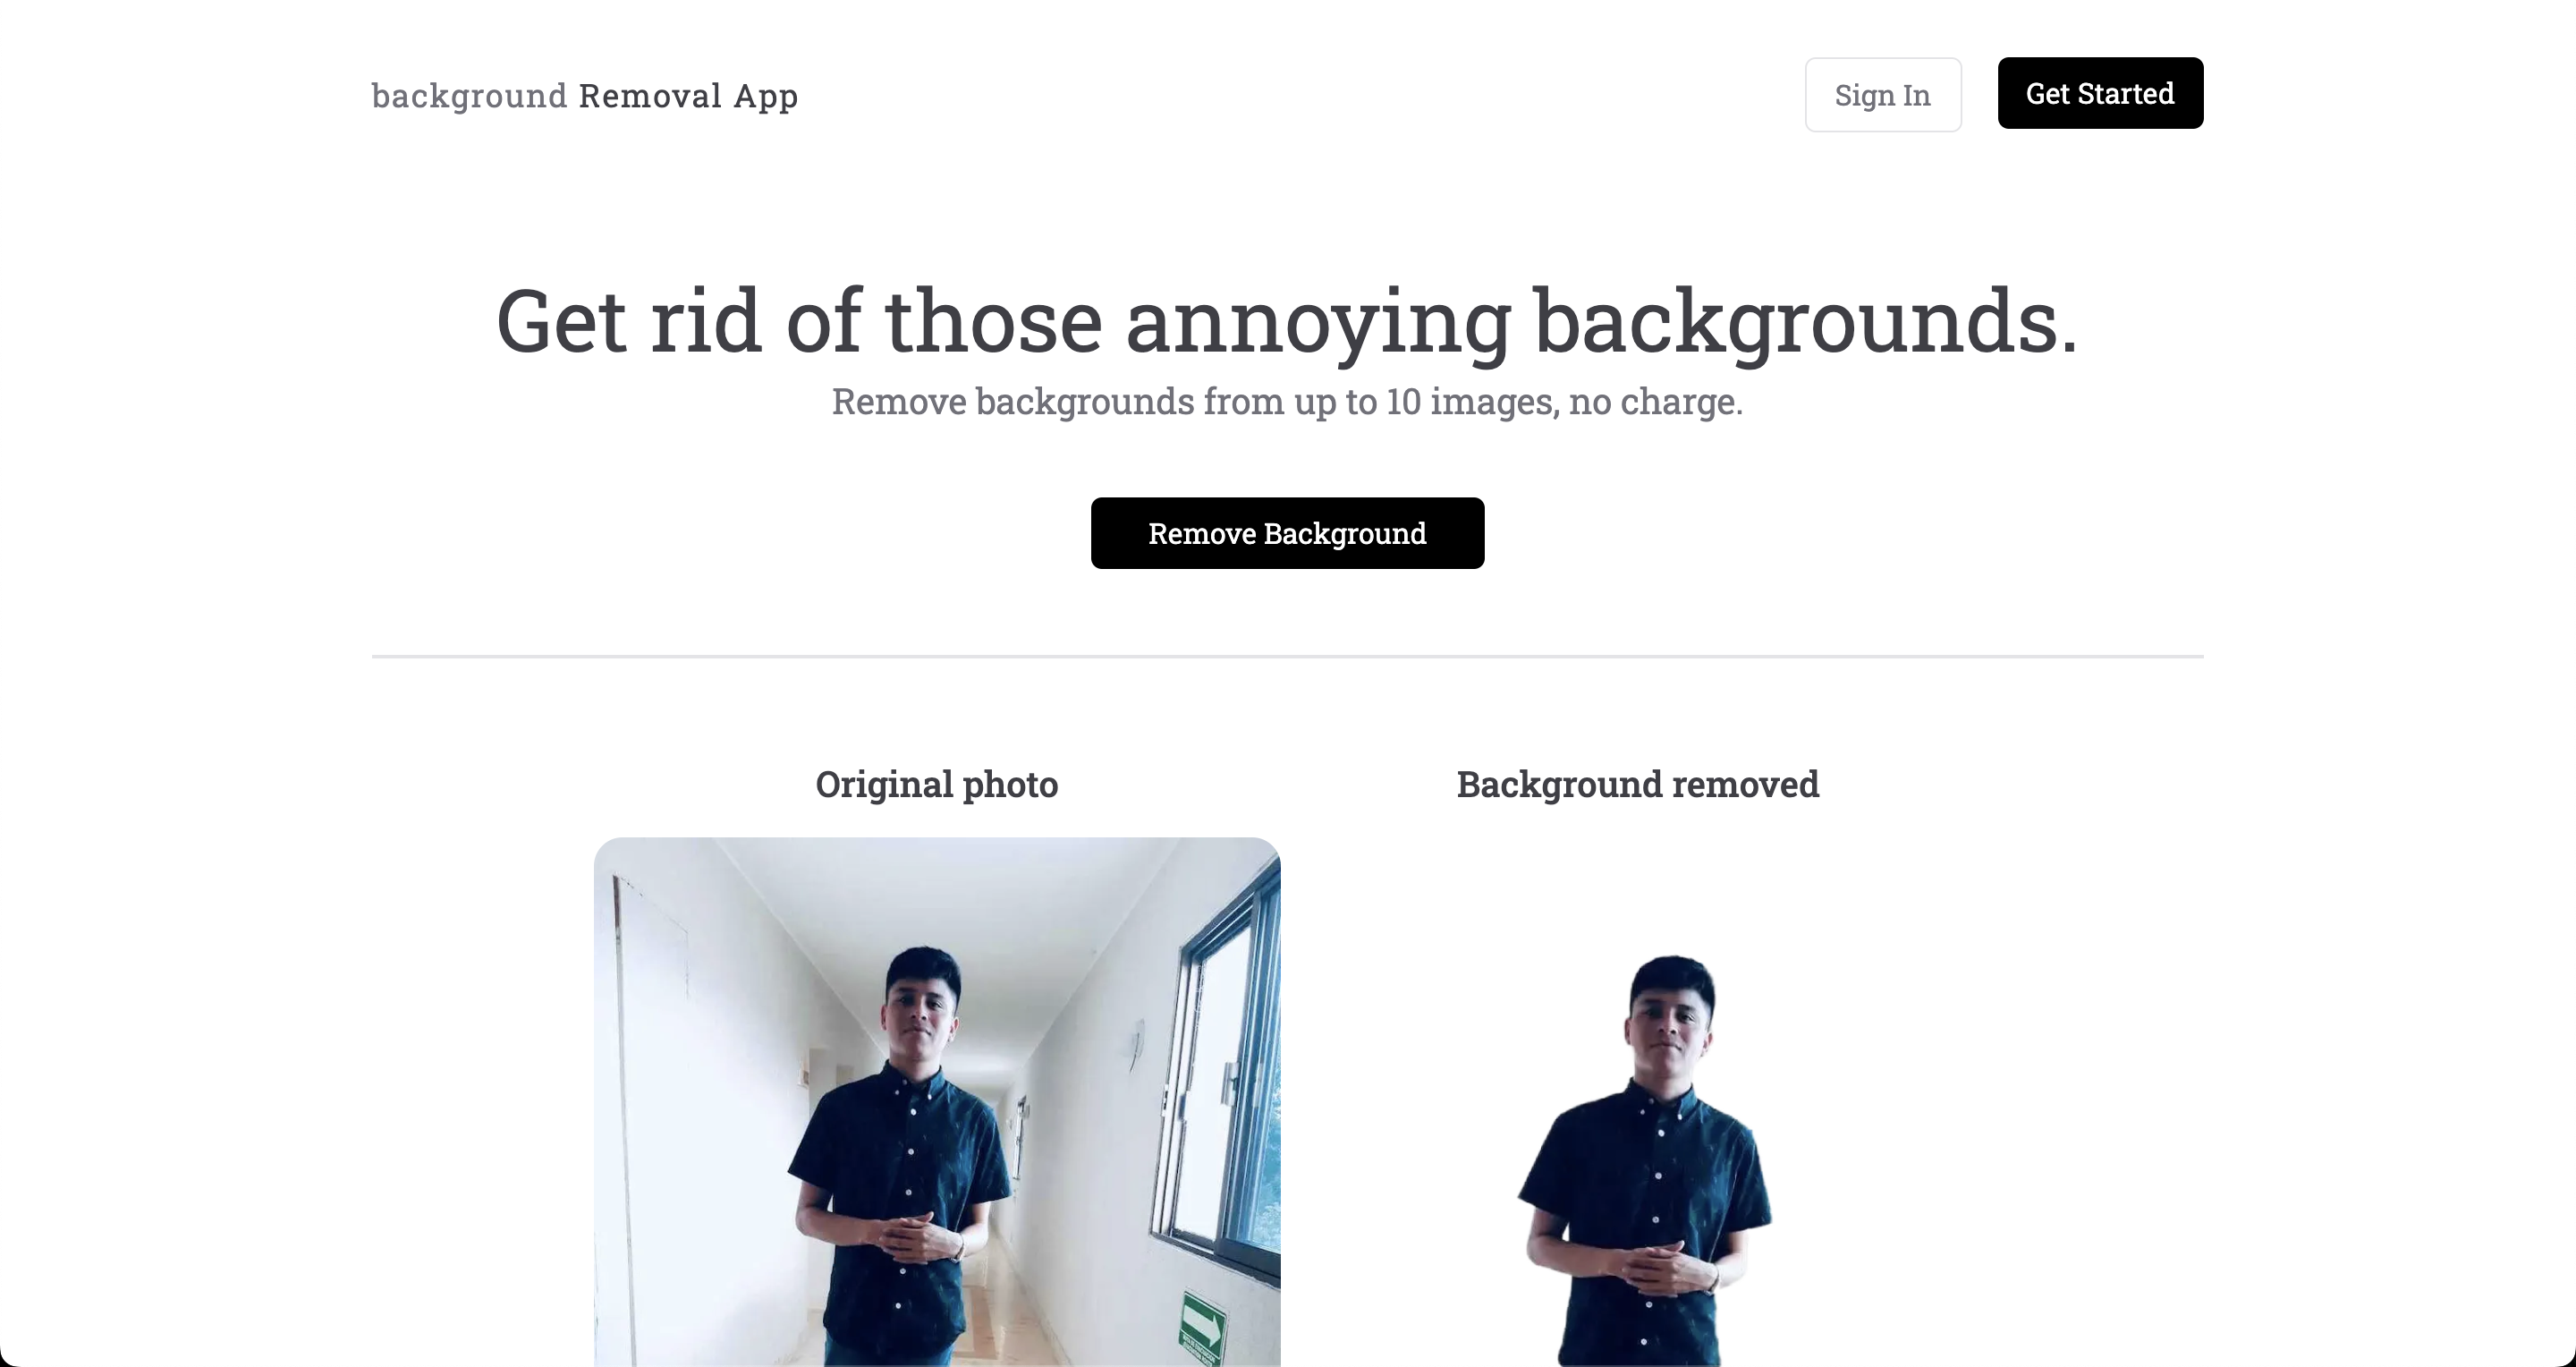 background Removal App
Sign In
Get Started
Get rid of those annoying backgrounds.
Remove backgrounds from up to 10 images, no charge.
Remove Background
Original photo
Background removed